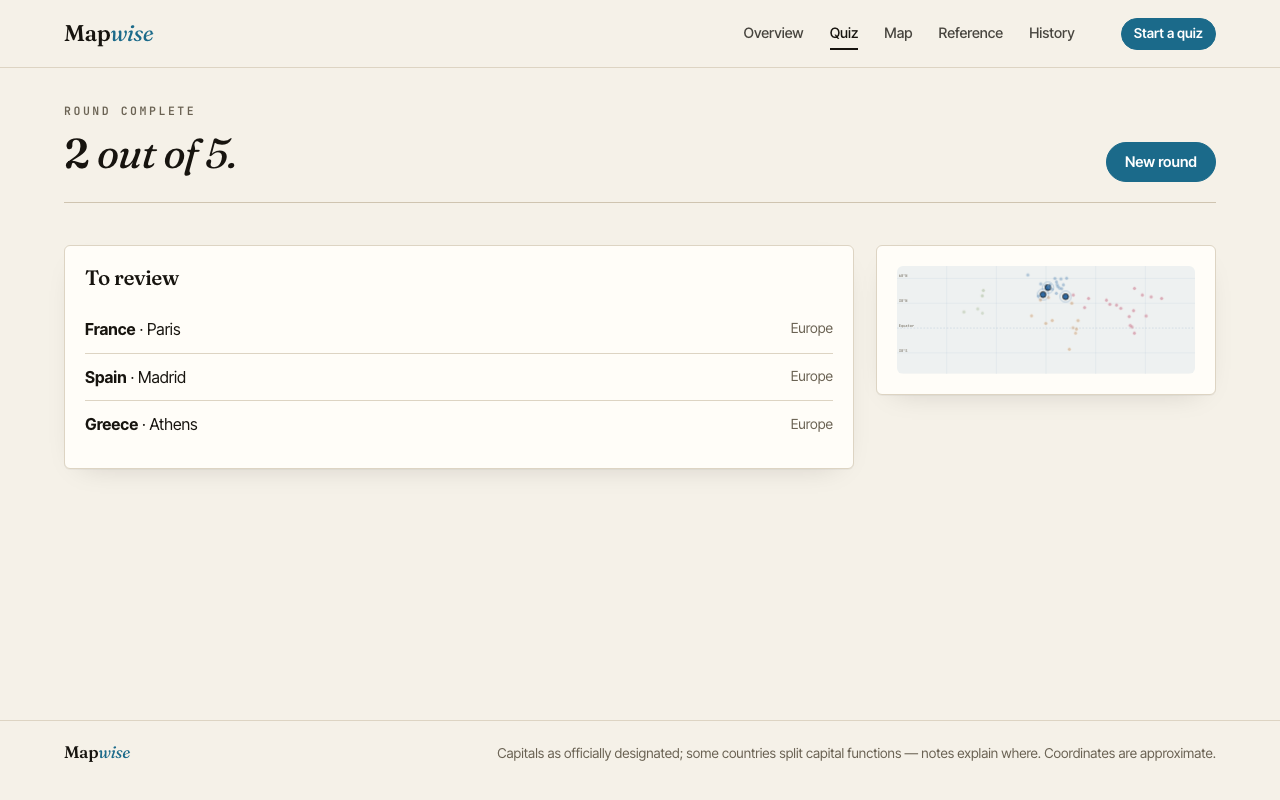 Mapwise
Overview Quiz Map Reference History Start a quiz
ROUND COMPLETE
2 out of 5.
New round
To review
France · Paris Europe
Spain · Madrid Europe
Greece · Athens Europe
Equator
Mapwise
Capitals as officially designated; some countries split capital functions — notes explain where. Coordinates are approximate.